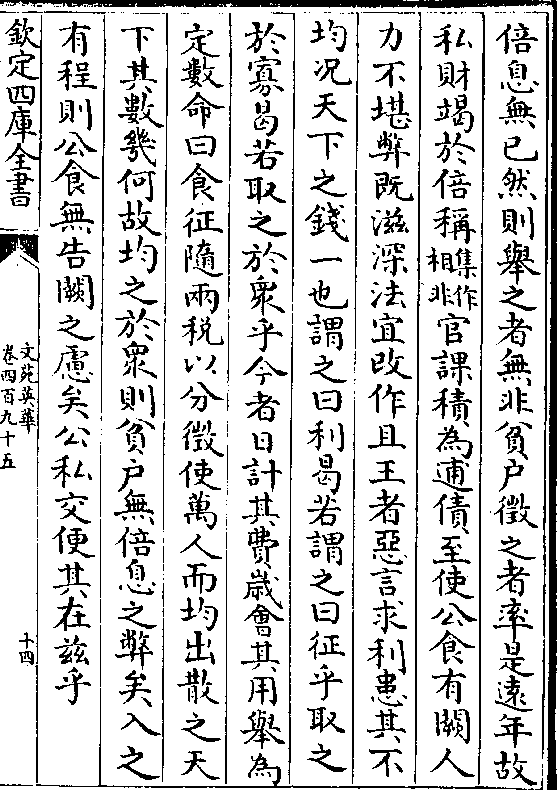 倍息無已然則舉之者無非貧户徵之者率是遠年故
私財竭於倍稱集作相非官課積為逋債至使公食有闕人
力不堪弊既滋深法宜改作且王者惡言求利患其不
均况天下之錢一也謂之曰利曷若謂之曰征乎取之
於寡曷若取之於衆乎今者日計其費歲會其用舉為
定數命曰食征隨兩税以分徵使萬人而均出散之天
下其數幾何故均之於衆則貧户無倍息之弊矣入之
有程則公食無告闕之慮矣公私交便其在兹乎
欽定四庫全書
文苑英華
卷四百九十五
十四